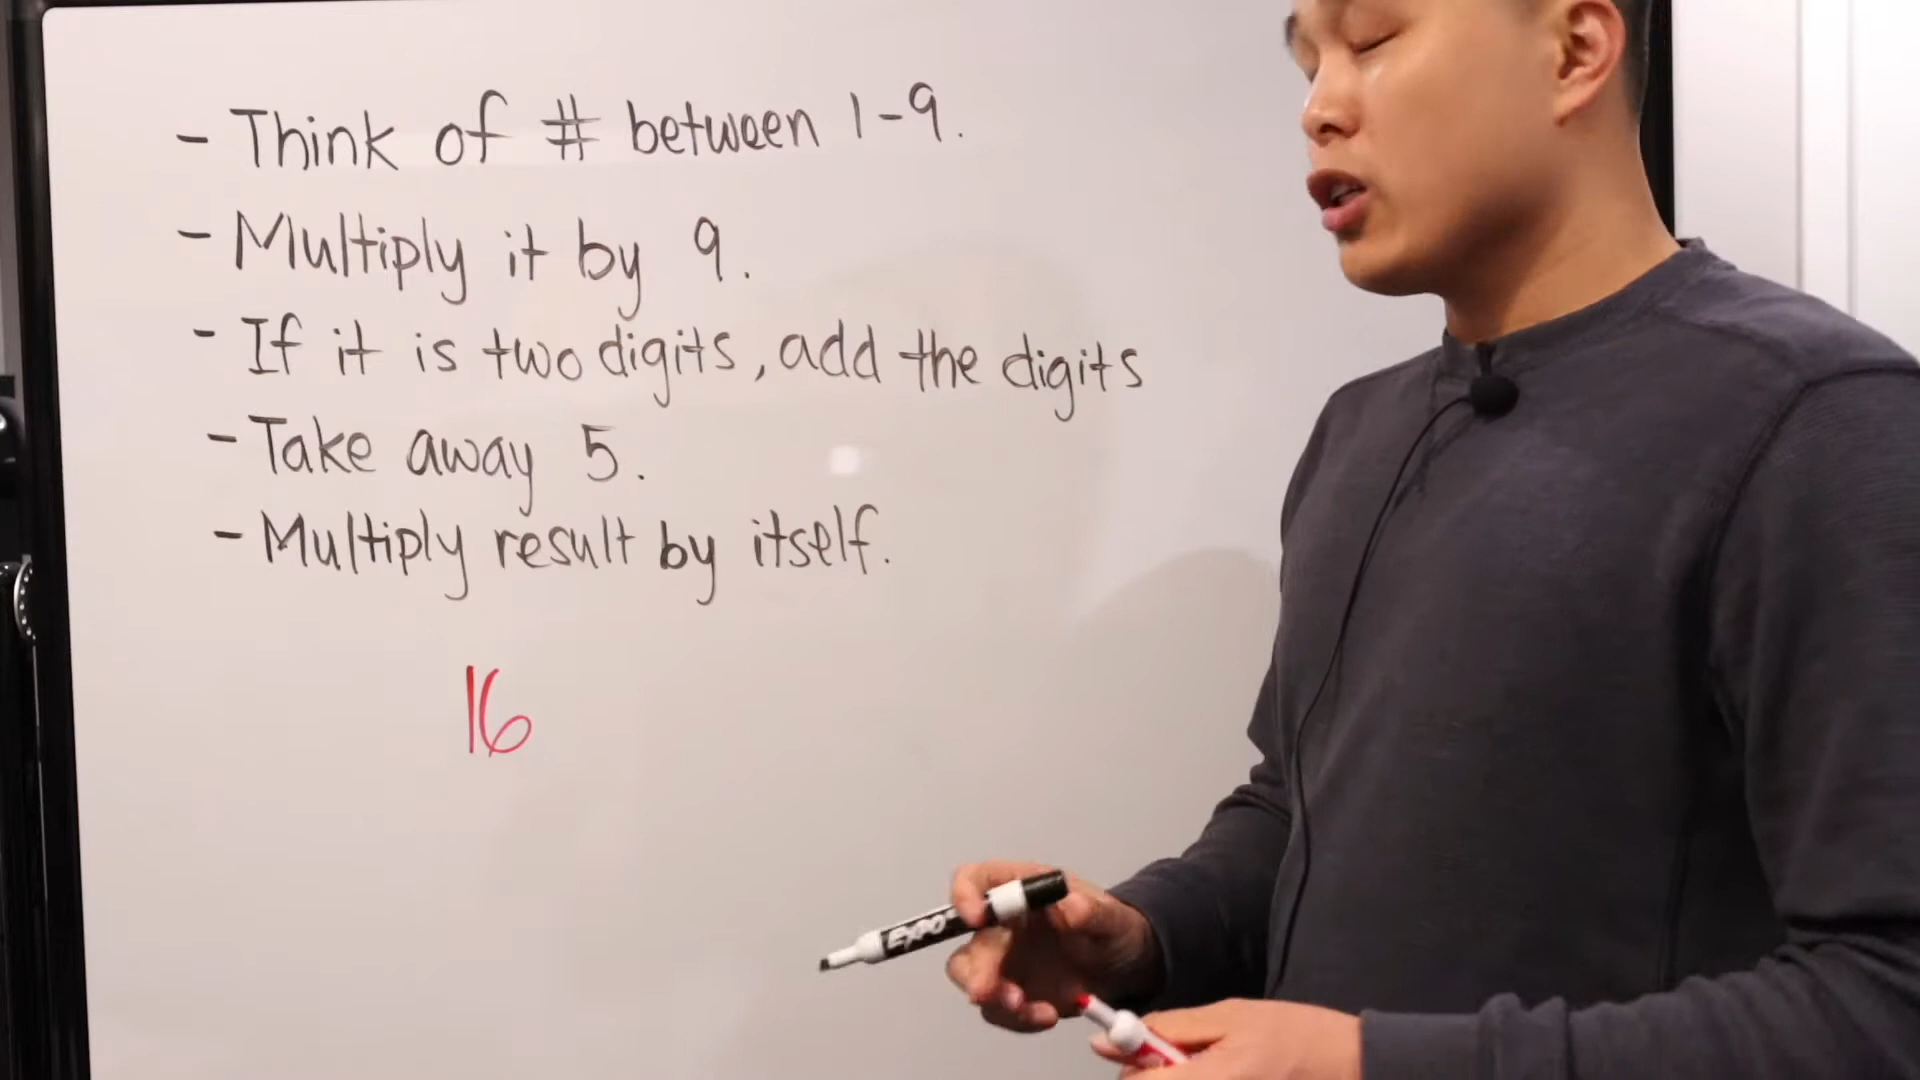 - Think of # between 1-9.
- Multiply it by 9.
- If it is two digits, add the digits
- Take away 5.
- Multiply result by itself.
16
EXPO